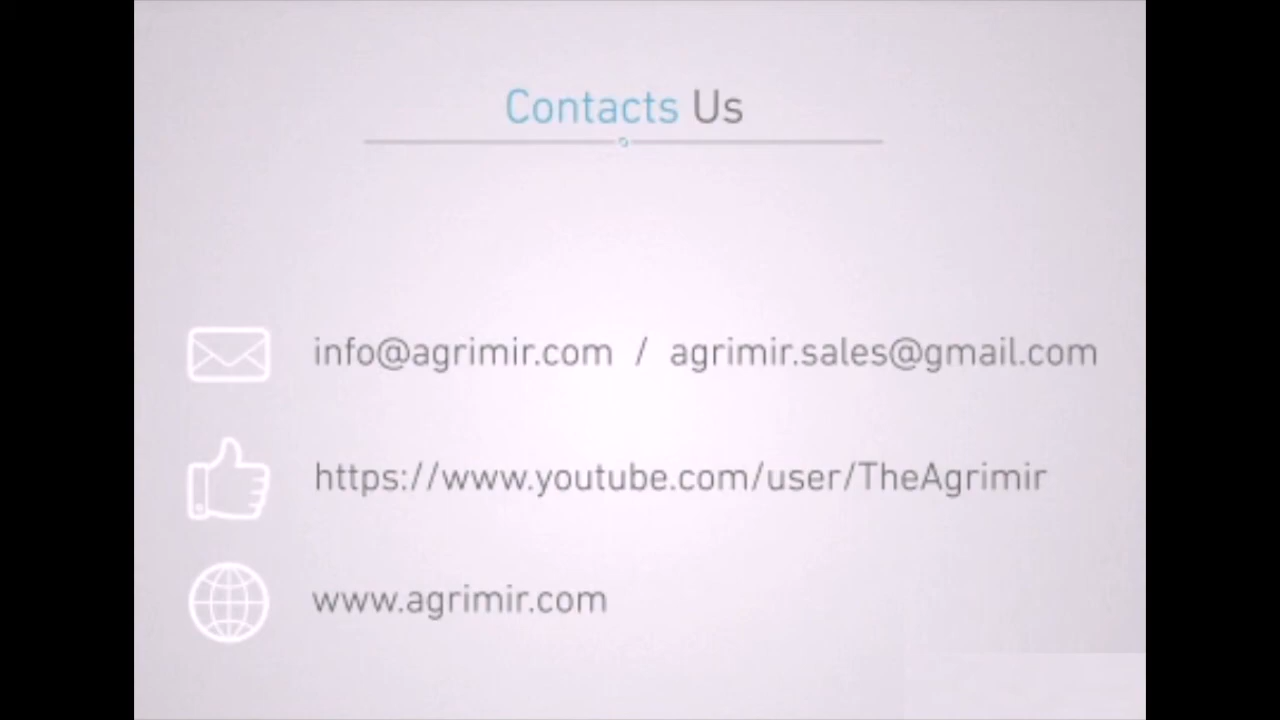 Contacts Us
info@agrimir.com / agrimir.sales@gmail.com
https://www.youtube.com/user/TheAgrimir
www.agrimir.com